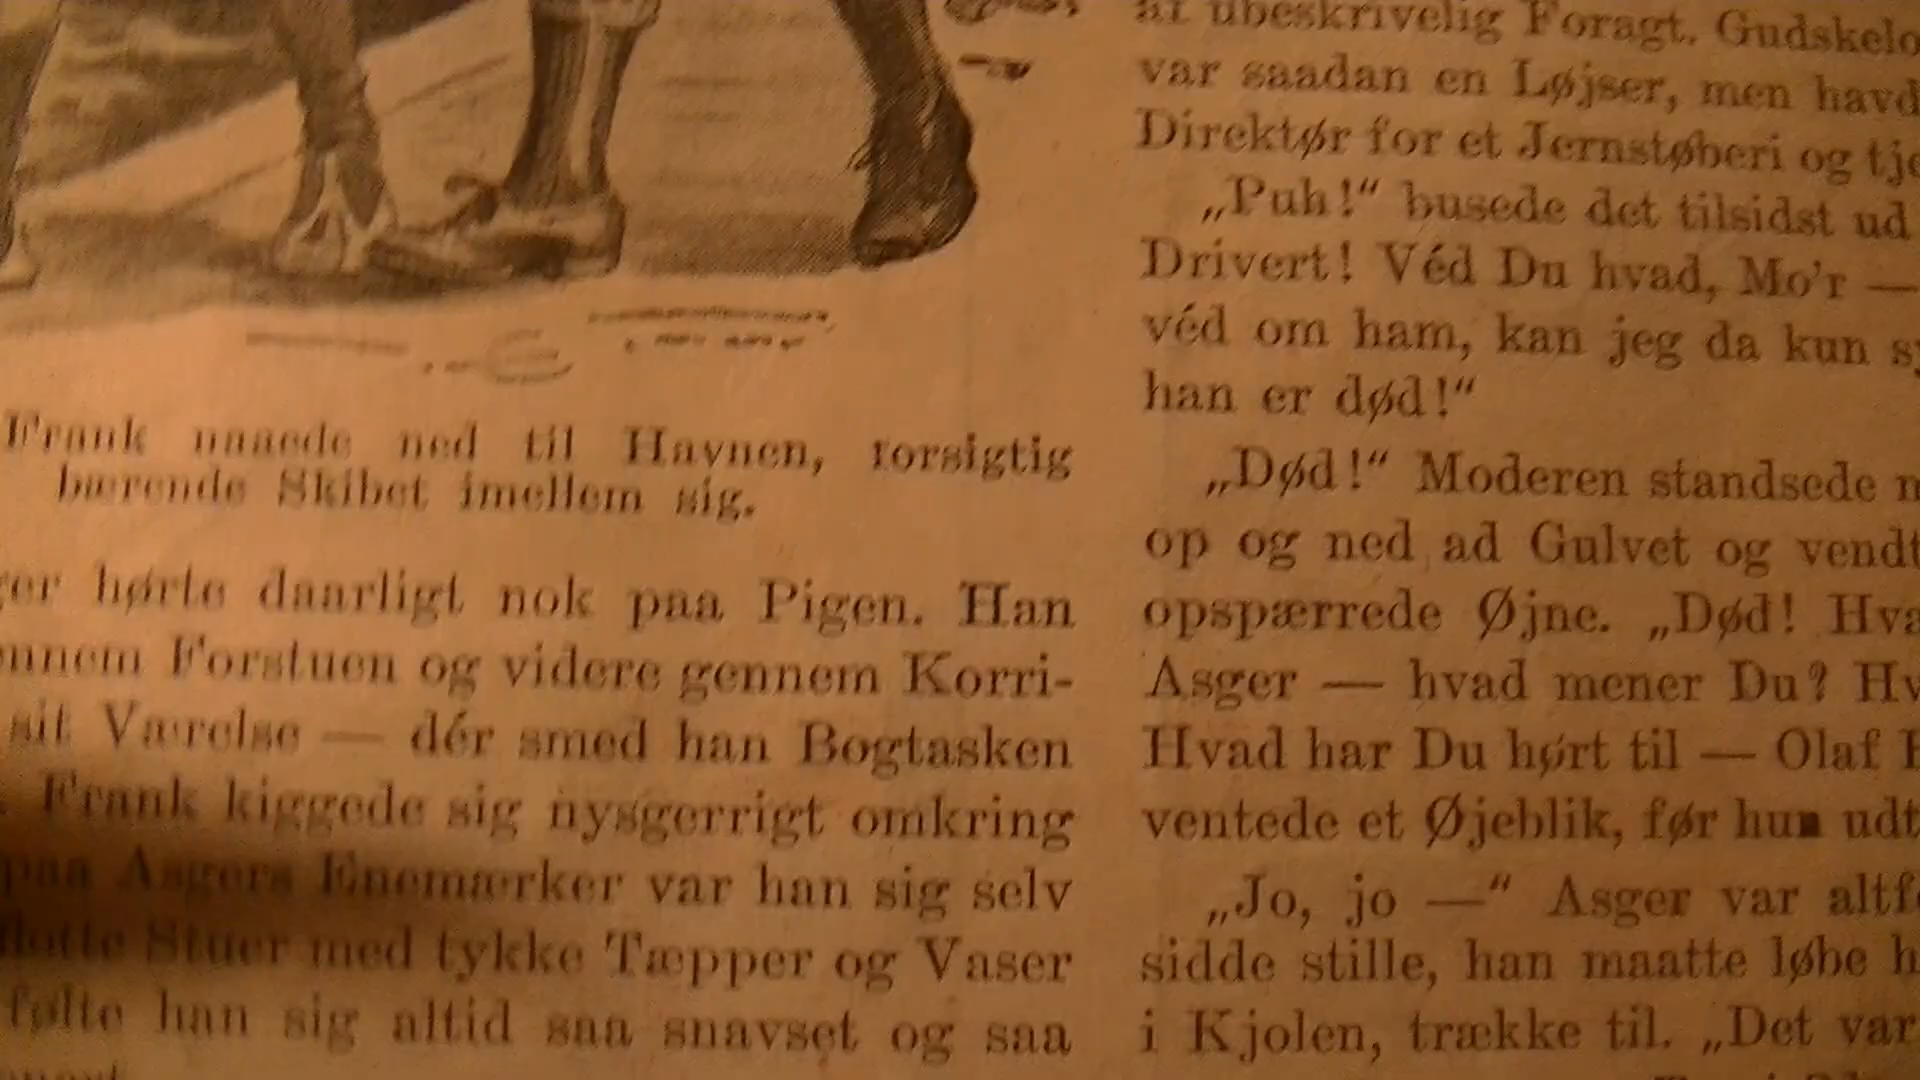 Frank naaede ned til Havnen, forsigtig
bærende Skibet imellem sig.
hørte daarligt nok paa Pigen. Han
Forstuen og videre gennem Korri-
sit Værelse — dér smed han Bogtasken
Frank kiggede sig nysgerrigt omkring
paa Asgers Enemærker var han sig selv
flotte Stuer med tykke Tæpper og Vaser
følte han sig altid saa snavset og saa
af ubeskrivelig Foragt. Gudskelo
var saadan en Løjser, men havd
Direktør for et Jernstøberi og tje
„Puh!“ busede det tilsidst ud
Drivert! Véd Du hvad, Mo'r —
véd om ham, kan jeg da kun sy
han er død!“
„Død!“ Moderen standsede
op og ned ad Gulvet og vendt
opspærrede Øjne. „Død! Hva
Asger — hvad mener Du? Hv
Hvad har Du hørt til — Olaf
ventede et Øjeblik, før hun udt
„Jo, jo —“ Asger var altf
sidde stille, han maatte løbe h
i Kjolen, trække til. „Det var